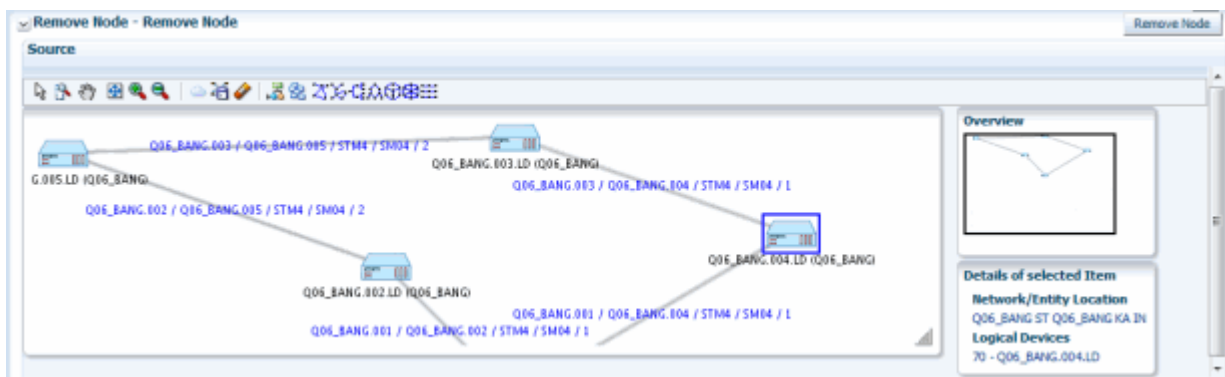 Remove Node - Remove Node
Remove Node
Source
Overview
Q06_BANG.003 / Q06_BANG.005 / STM4 / SM04 / 2
Q06_BANG.003.LD (Q06_BANG)
G.005.LD (Q06_BANG)
Q06_BANG.003 / Q06_BANG.004 / STM4 / SM04 / 1
Q06_BANG.002 / Q06_BANG.005 / STM4 / SM04 / 2
Q06_BANG.004.LD (Q06_BANG)
Q06_BANG.002.LD (Q06_BANG)
Q06_BANG.001 / Q06_BANG.004 / STM4 / SM04 / 1
Q06_BANG.001 / Q06_BANG.002 / STM4 / SM04 / 1
Details of selected Item
Network/Entity Location
Q06_BANG ST Q06_BANG KA IN
Logical Devices
70 - Q06_BANG.004.LD